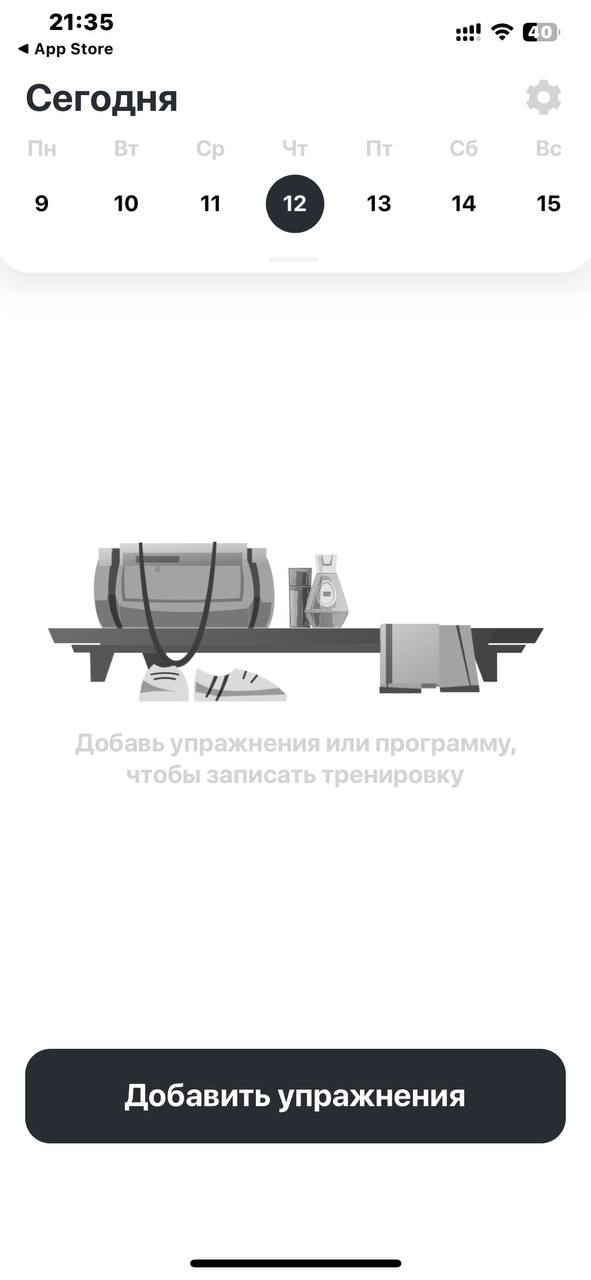 21:35
40
◀ App Store
Сегодня
Пн Вт Ср Чт Пт Сб Вс
9 10 11 12 13 14 15
Добавь упражнения или программу,
чтобы записать тренировку
Добавить упражнения